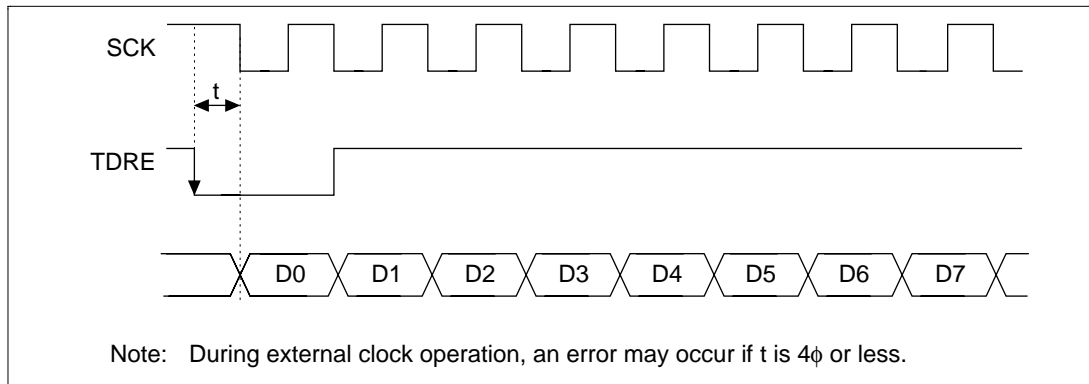 SCK
t
TDRE
D0 D1 D2 D3 D4 D5 D6 D7
Note: During external clock operation, an error may occur if t is 4ϕ or less.